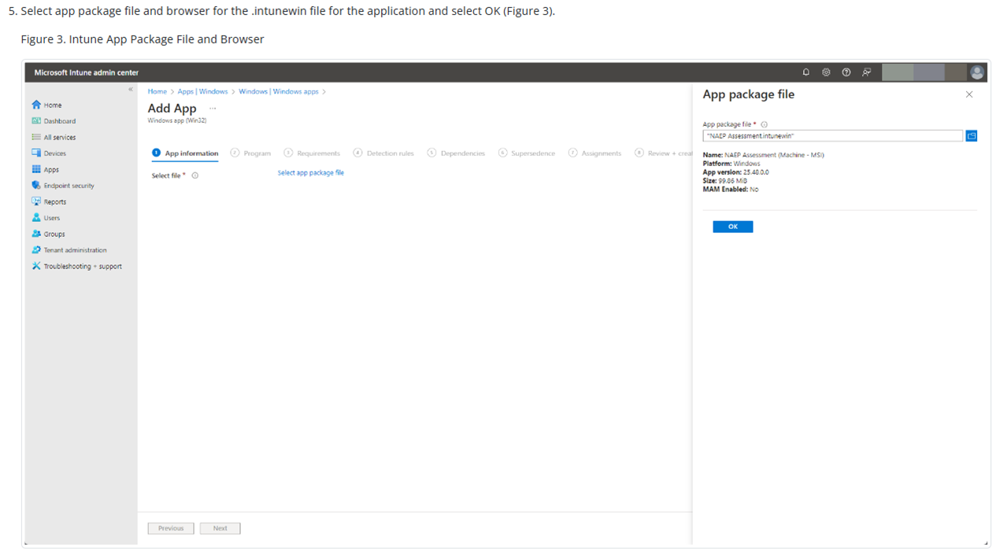 5. Select app package file and browser for the .intunewin file for the application and select OK (Figure 3).
Figure 3. Intune App Package File and Browser
Microsoft Intune admin center
«
Home
Dashboard
All services
Devices
Apps
Endpoint security
Reports
Users
Groups
Tenant administration
Troubleshooting + support
Home > Apps | Windows > Windows | Windows apps >
Add App ...
Windows app (Win32)
1 App information 2 Program 3 Requirements 4 Detection rules 5 Dependencies 6 Supersedence 7 Assignments 8 Review + creat
Select file * Select app package file
Previous Next
App package file
App package file *
"NAEP Assessment.intunewin"
Name: NAEP Assessment (Machine - MSI)
Platform: Windows
App version: 25.48.0.0
Size: 99.86 MiB
MAM Enabled: No
OK